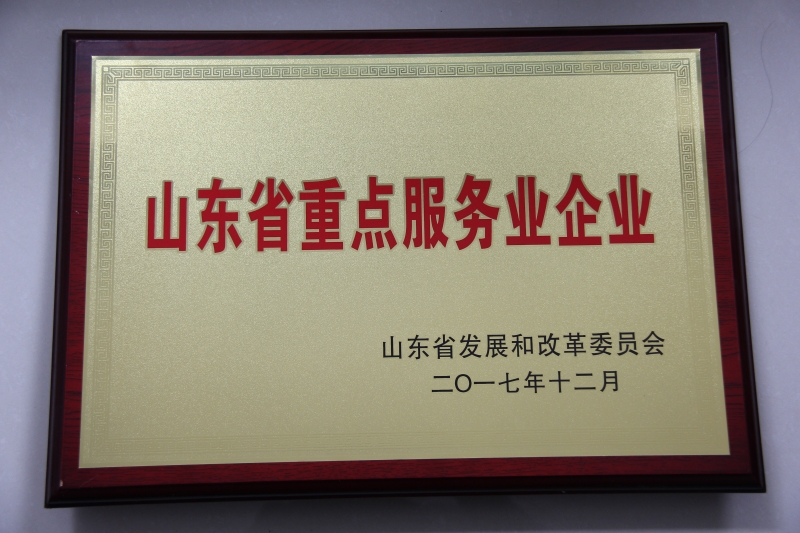 山东省重点服务业企业
山东省发展和改革委员会
二〇一七年十二月